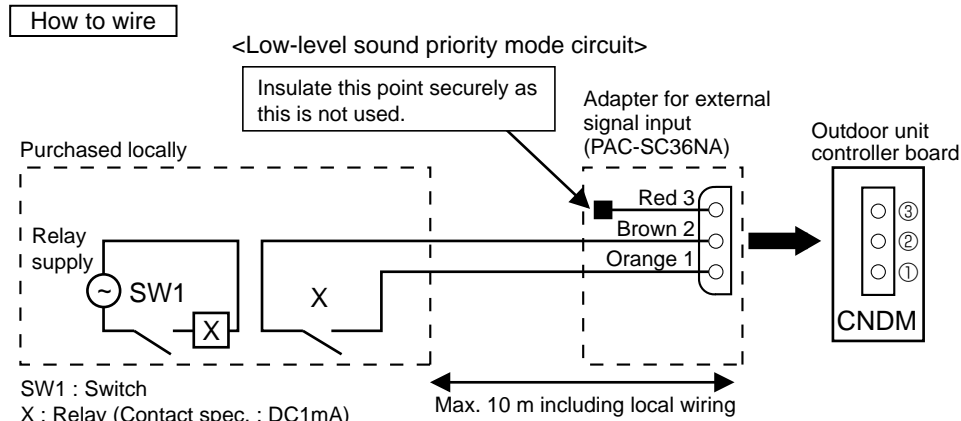 How to wire
<Low-level sound priority mode circuit>
Insulate this point securely as
this is not used.
Adapter for external
signal input
(PAC-SC36NA)
Outdoor unit
controller board
Purchased locally
Red 3
Brown 2
Orange 1
③
②
①
Relay
supply
~
SW1
X
X
CNDM
SW1 : Switch
X : Relay (Contact spec. : DC1mA)
Max. 10 m including local wiring